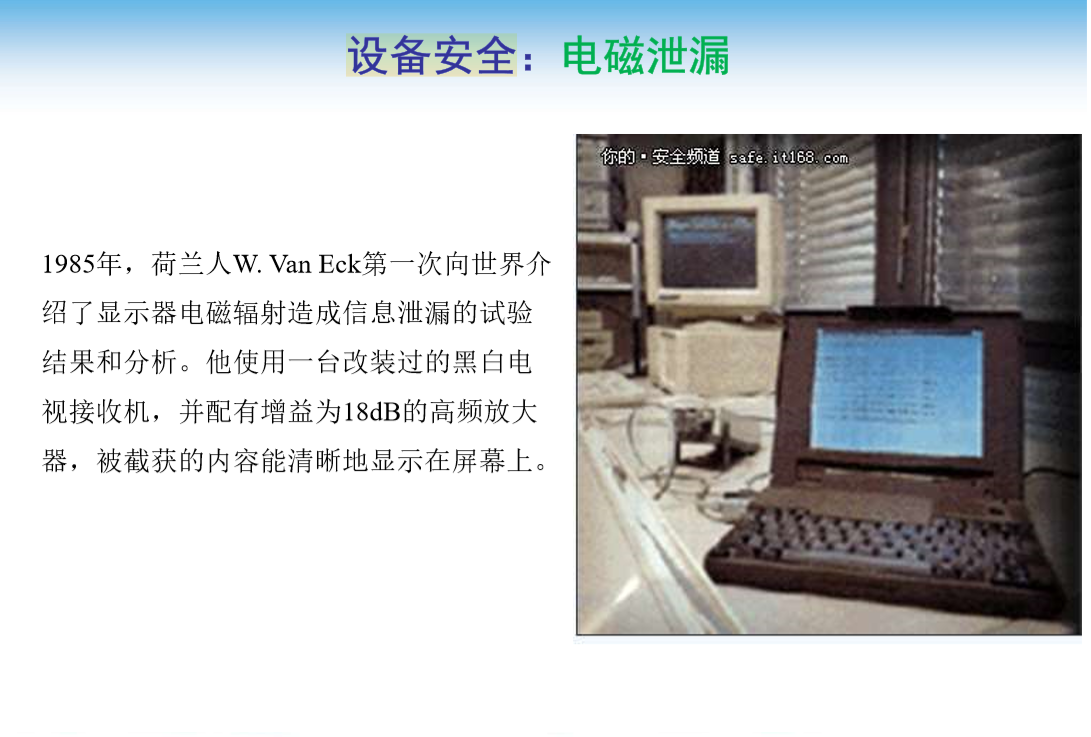 设备安全：电磁泄漏
你的·安全频道 safe.it168.com
1985年，荷兰人W. Van Eck第一次向世界介
绍了显示器电磁辐射造成信息泄漏的试验
结果和分析。他使用一台改装过的黑白电
视接收机，并配有增益为18dB的高频放大
器，被截获的内容能清晰地显示在屏幕上。